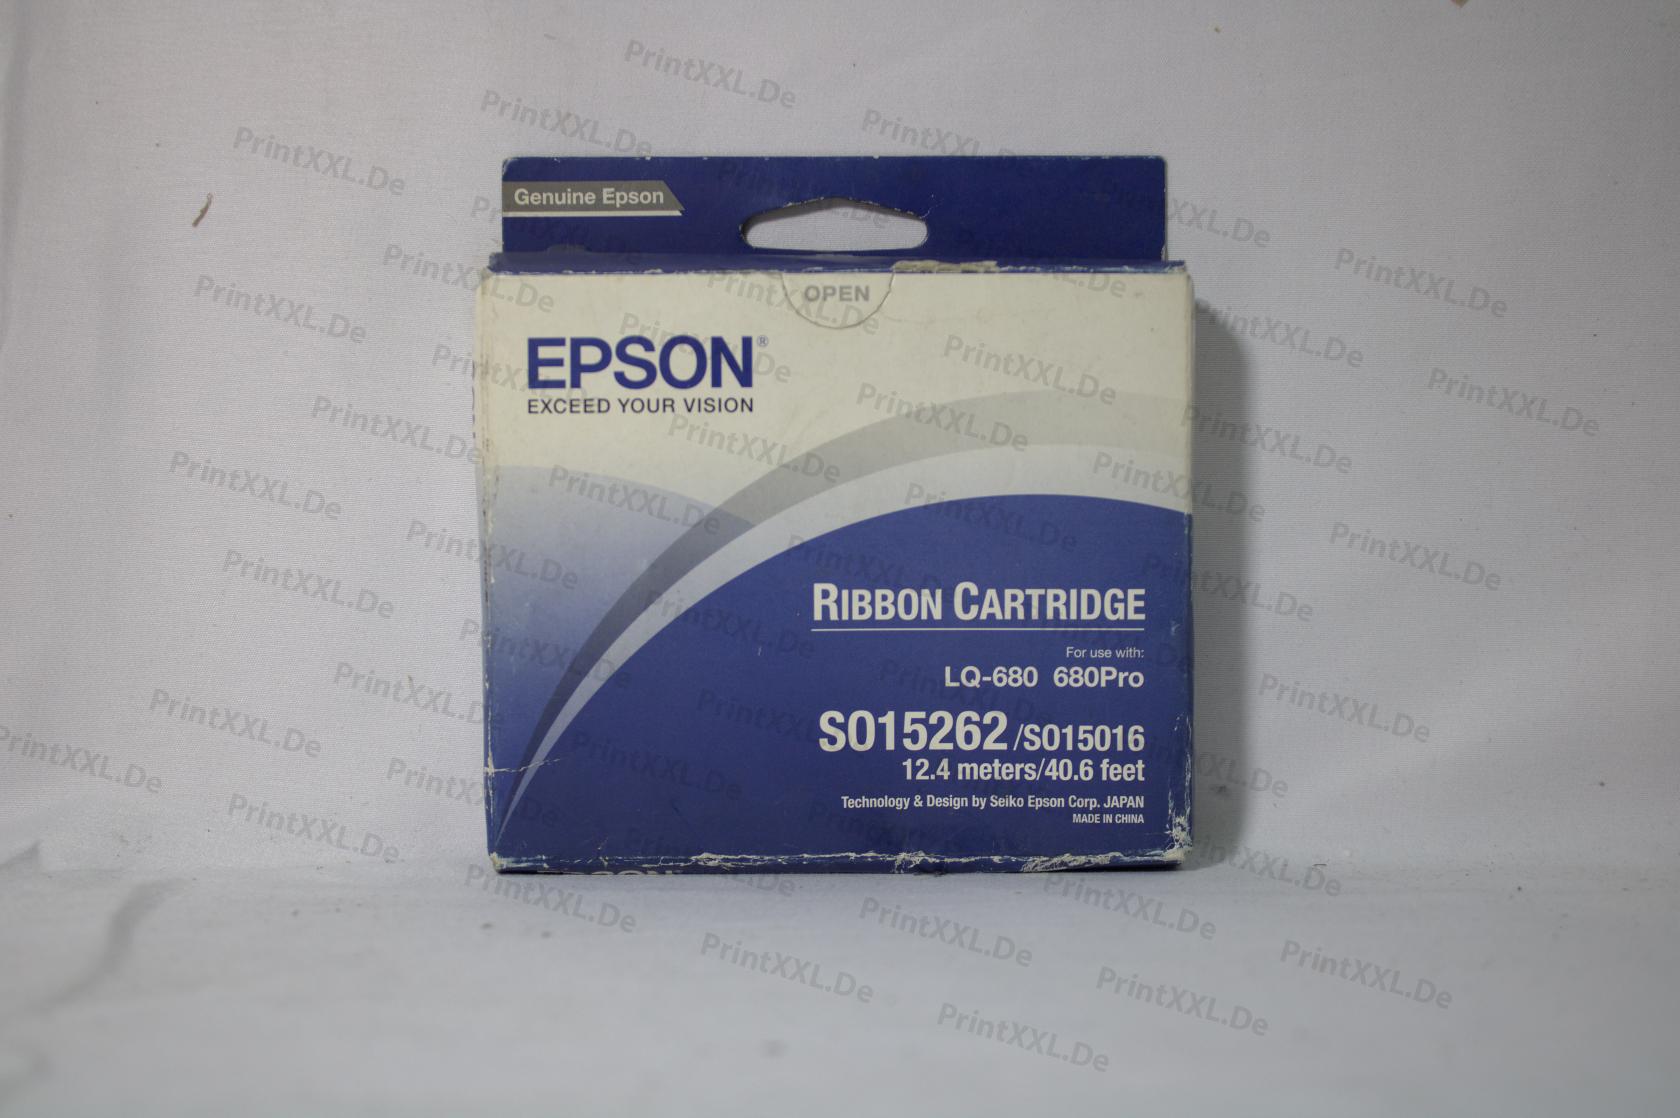 Genuine Epson
OPEN
EPSON®
EXCEED YOUR VISION
RIBBON CARTRIDGE
For use with:
LQ-680 680Pro
S015262/S015016
12.4 meters/40.6 feet
Technology & Design by Seiko Epson Corp. JAPAN
MADE IN CHINA
PrintXXL.De